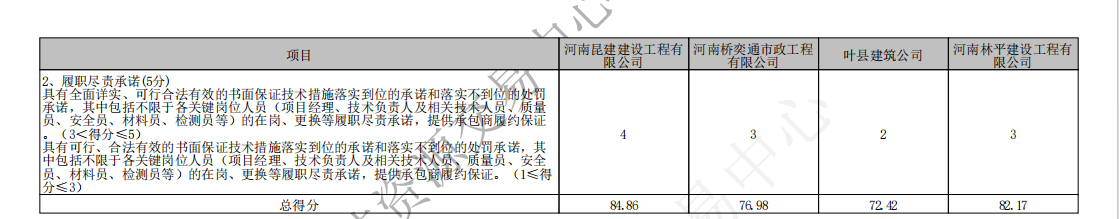 项目
河南昆建建设工程有
限公司
河南桥奕通市政工程
有限公司
叶县建筑公司
河南林平建设工程有
限公司
2、履职尽责承诺(5分)
具有全面详实、可行合法有效的书面保证技术措施落实到位的承诺和落实不到位的处罚
承诺，其中包括不限于各关键岗位人员（项目经理、技术负责人及相关技术人员、质量
员、安全员、材料员、检测员等）的在岗、更换等履职尽责承诺，提供承包商履约保证
。（3＜得分≤5）
具有可行、合法有效的书面保证技术措施落实到位的承诺和落实不到位的处罚承诺，其
中包括不限于各关键岗位人员（项目经理、技术负责人及相关技术人员、质量员、安全
员、材料员、检测员等）的在岗、更换等履职尽责承诺，提供承包商履约保证。（1≤得
分≤3）
4
3
2
3
总得分
84.86
76.98
72.42
82.17
资源交易中心
易中心